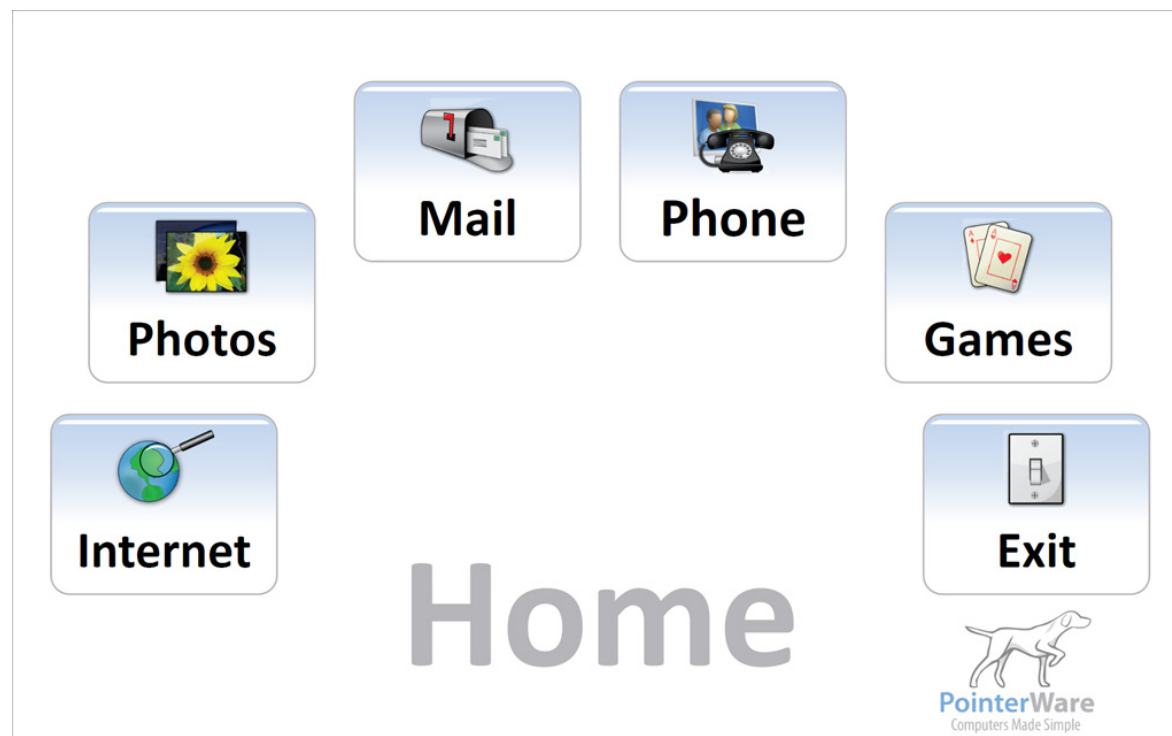 Mail
Phone
Photos
Games
Internet
Exit
Home
PointerWare
Computers Made Simple